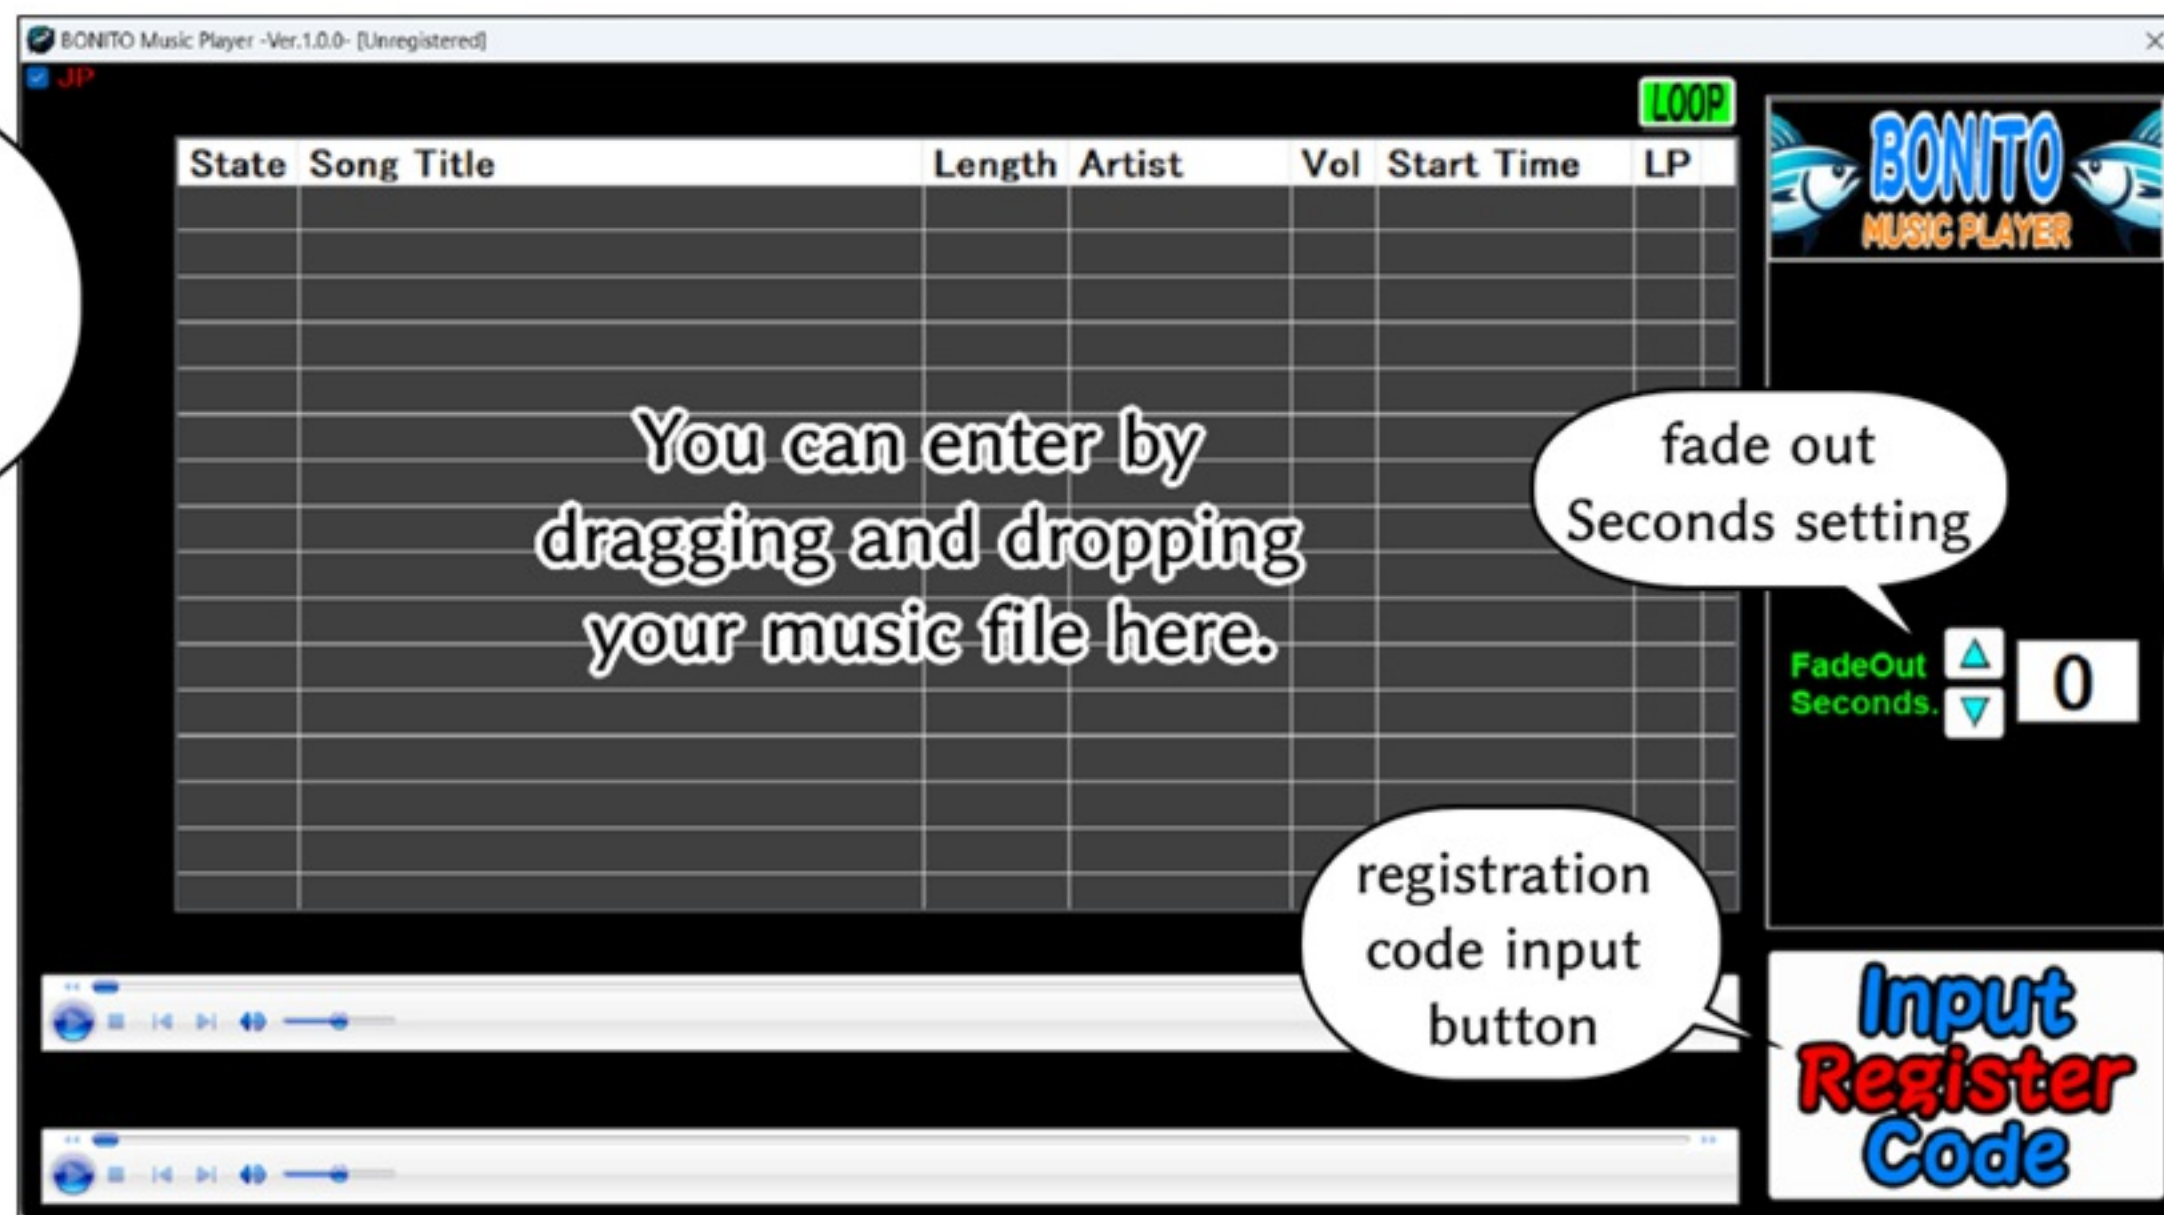 BONITO Music Player -Ver.1.0.0- [Unregistered]
JP
LOOP
State Song Title Length Artist Vol Start Time LP
BONITO
MUSIC PLAYER
You can enter by
dragging and dropping
your music file here.
fade out
Seconds setting
FadeOut
Seconds.
0
registration
code input
button
Input
Register
Code